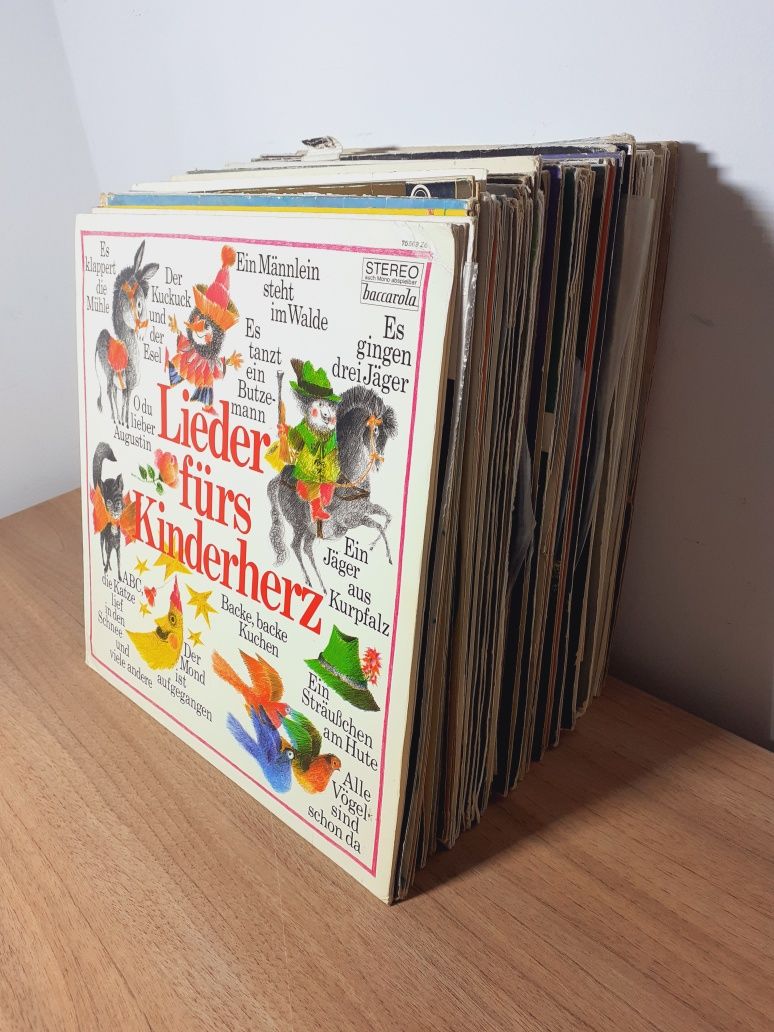 Es
klappert
die
Mühle
Der
Kuckuck
und
der
Esel
Ein Männlein
steht
im Walde
STEREO
auch Mono abspielbar
baccarola
Es
tanzt
ein
Butze-
mann
Es
gingen
drei Jäger
O du
lieber
Augustin
Lieder
fürs
Kinderherz
Ein
Jäger
aus
Kurpfalz
ABC,
die Katze
lief
in den
Schnee
und
viele andere
Der
Mond
ist
aufgegangen
Backe, backe
Kuchen
Ein
Sträußchen
am Hute
Alle
Vögel
sind
schon da